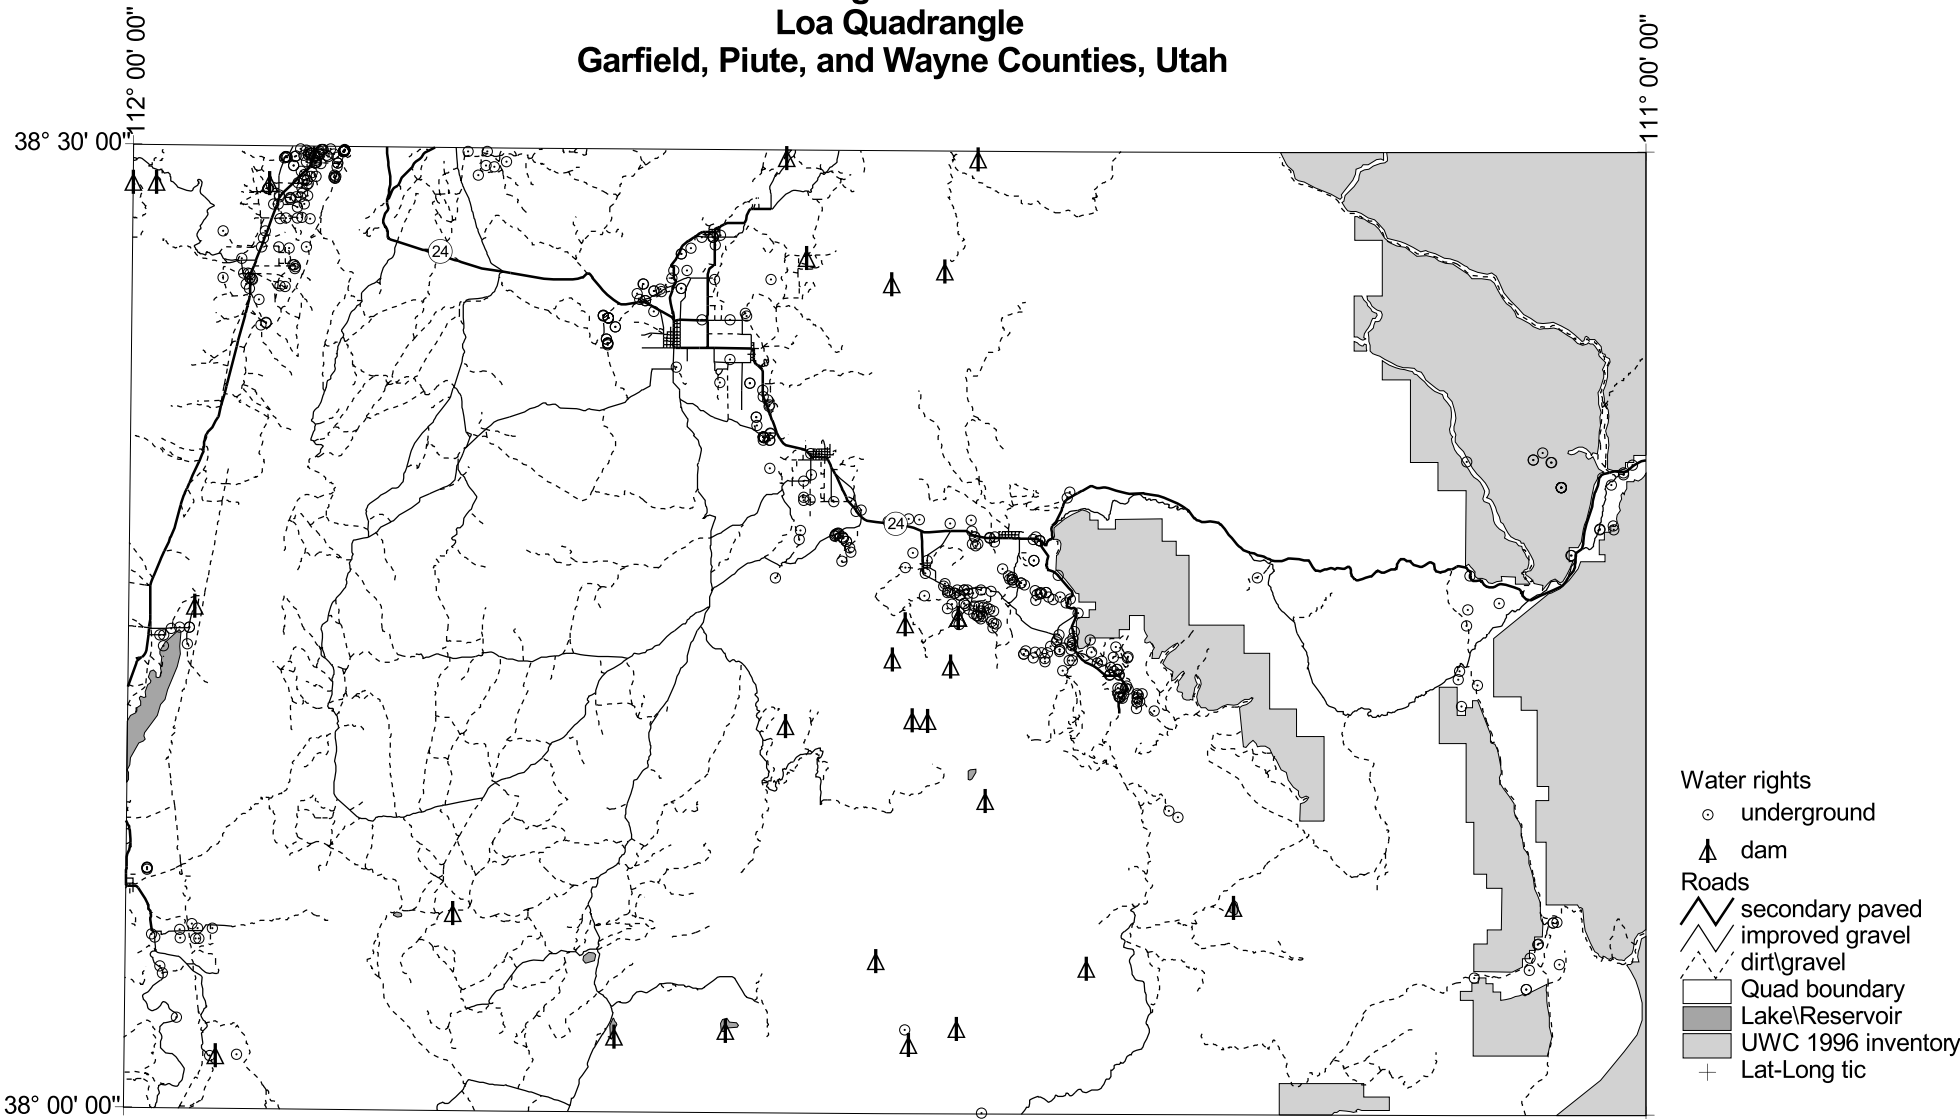 Loa Quadrangle
Garfield, Piute, and Wayne Counties, Utah
112° 00' 00"
111° 00' 00"
38° 30' 00"
24
24
38° 00' 00"
Water rights
underground
dam
Roads
secondary paved
improved gravel
dirt\gravel
Quad boundary
Lake\Reservoir
UWC 1996 inventory
Lat-Long tic